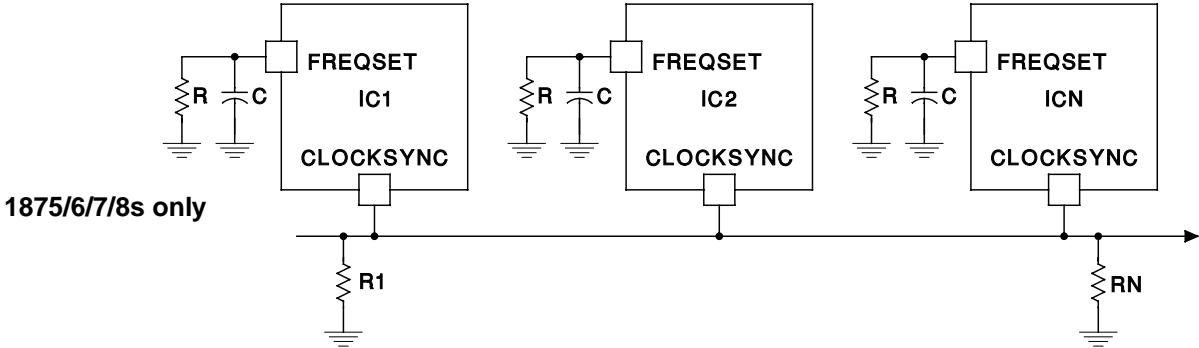 FREQSET
R
C
IC1
CLOCKSYNC
FREQSET
R
C
IC2
CLOCKSYNC
FREQSET
R
C
ICN
CLOCKSYNC
1875/6/7/8s only
R1
RN